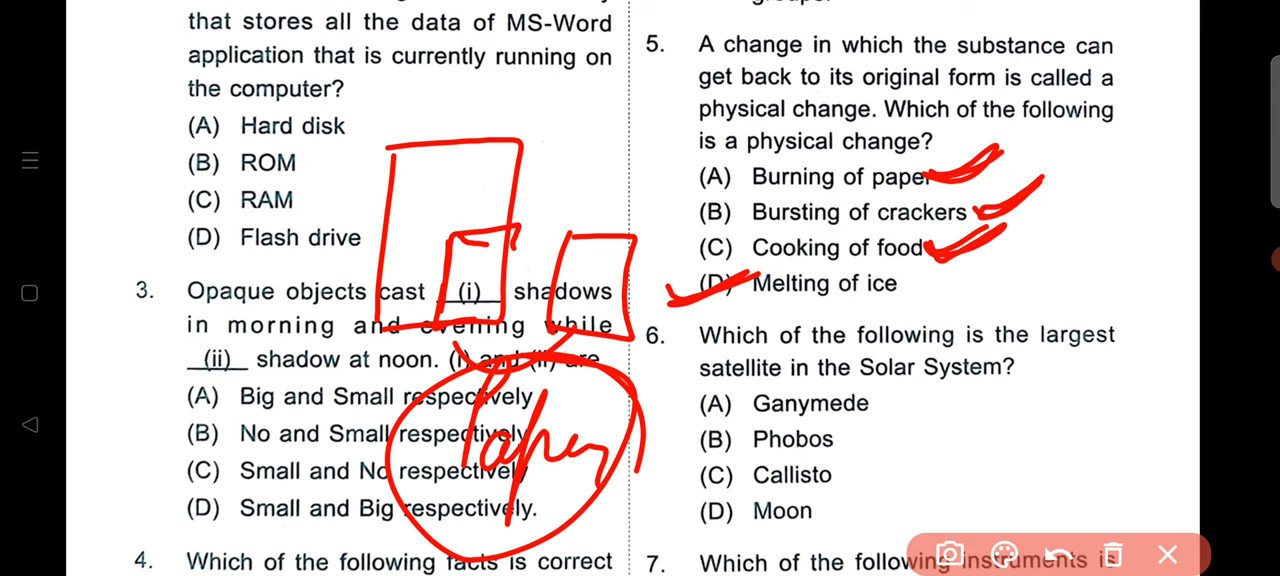 that stores all the data of MS-Word
application that is currently running on
the computer?
(A) Hard disk
(B) ROM
(C) RAM
(D) Flash drive
3. Opaque objects cast (i) shadows
in morning and evening while
(ii) shadow at noon. (i) and (ii) are
(A) Big and Small respectively
(B) No and Small respectively
(C) Small and No respectively
(D) Small and Big respectively.
Paper
4. Which of the following facts is correct
5. A change in which the substance can
get back to its original form is called a
physical change. Which of the following
is a physical change?
(A) Burning of paper
(B) Bursting of crackers
(C) Cooking of food
(D) Melting of ice
6. Which of the following is the largest
satellite in the Solar System?
(A) Ganymede
(B) Phobos
(C) Callisto
(D) Moon
7. Which of the following instruments is